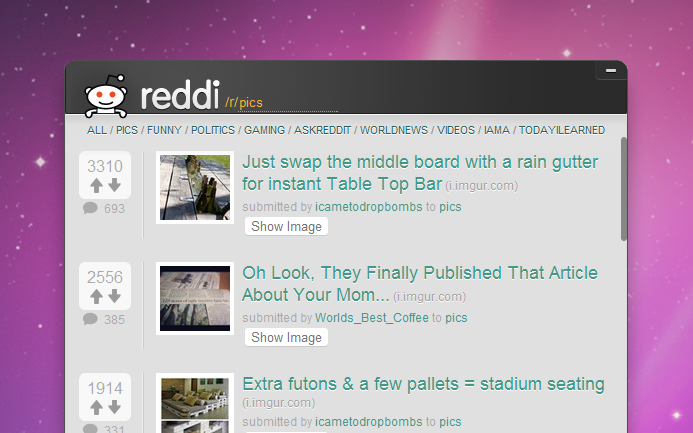 reddi /r/pics
ALL / PICS / FUNNY / POLITICS / GAMING / ASKREDDIT / WORLDNEWS / VIDEOS / IAMA / TODAYILEARNED
3310
693
Just swap the middle board with a rain gutter
for instant Table Top Bar (i.imgur.com)
submitted by icametodropbombs to pics
Show Image
2556
385
Oh Look, They Finally Published That Article
About Your Mom... (i.imgur.com)
submitted by Worlds_Best_Coffee to pics
Show Image
1914
331
Extra futons & a few pallets = stadium seating
(i.imgur.com)
submitted by icametodropbombs to pics